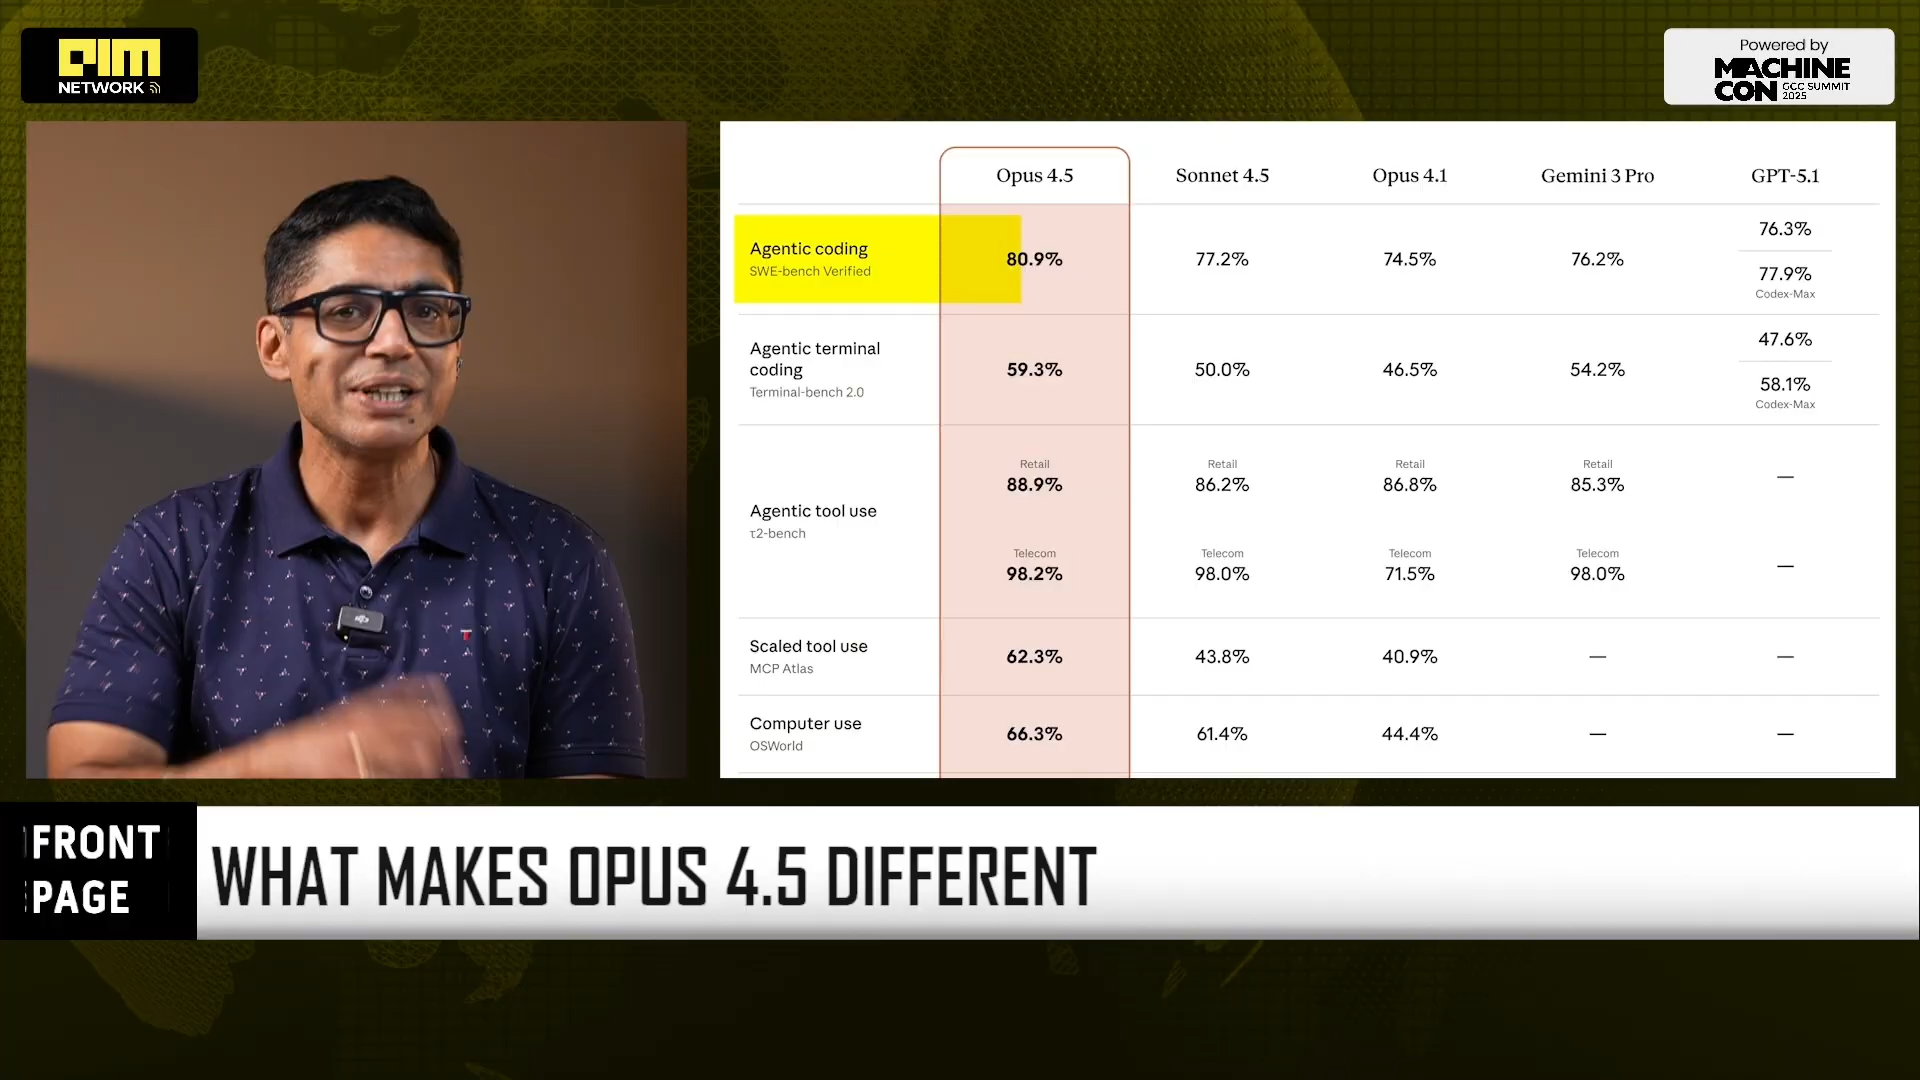 AIM
NETWORK
Powered by
MACHINE
CON GCC SUMMIT
2025
Opus 4.5 Sonnet 4.5 Opus 4.1 Gemini 3 Pro GPT-5.1
Agentic coding
SWE-bench Verified
80.9% 77.2% 74.5% 76.2% 76.3%
77.9%
Codex-Max
Agentic terminal
coding
Terminal-bench 2.0
59.3% 50.0% 46.5% 54.2% 47.6%
58.1%
Codex-Max
Agentic tool use
τ2-bench
Retail Retail Retail Retail
88.9% 86.2% 86.8% 85.3% —
Telecom Telecom Telecom Telecom
98.2% 98.0% 71.5% 98.0% —
Scaled tool use
MCP Atlas
62.3% 43.8% 40.9% — —
Computer use
OSWorld
66.3% 61.4% 44.4% — —
FRONT
PAGE
WHAT MAKES OPUS 4.5 DIFFERENT